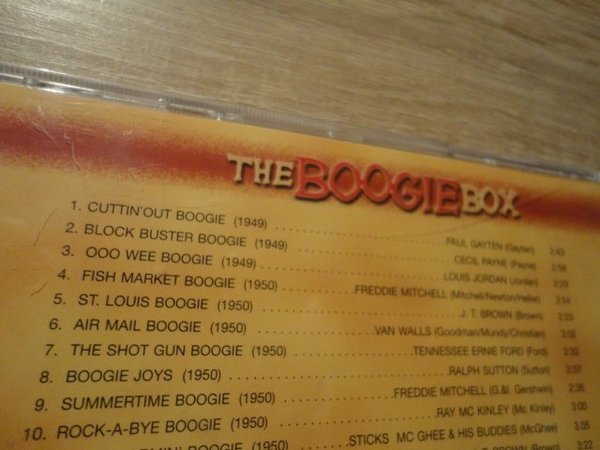 THE BOOGIE BOX
1. CUTTIN'OUT BOOGIE (1949) PAUL GAYTEN (Gayten) 2:43
2. BLOCK BUSTER BOOGIE (1949) CECIL PAYNE (Payne)
3. OOO WEE BOOGIE (1949) LOUIS JORDAN (Jordan) 2:29
4. FISH MARKET BOOGIE (1950) FREDDIE MITCHELL (Mitchell/Newton/Heller) 2:54
5. ST. LOUIS BOOGIE (1950) J. T. BROWN (Brown) 2:23
6. AIR MAIL BOOGIE (1950) VAN WALLS (Goodman/Mundy/Christian) 3:02
7. THE SHOT GUN BOOGIE (1950) TENNESSEE ERNIE FORD (Ford) 2:32
8. BOOGIE JOYS (1950) RALPH SUTTON (Sutton) 2:37
9. SUMMERTIME BOOGIE (1950) FREDDIE MITCHELL (G.&I. Gershwin) 2:38
10. ROCK-A-BYE BOOGIE (1950) RAY MC KINLEY (Mc Kinley) 3:00
BOOGIE (1950) STICKS MC GHEE & HIS BUDDIES (McGhee) 3:05
BROWN (Brown) 3:22